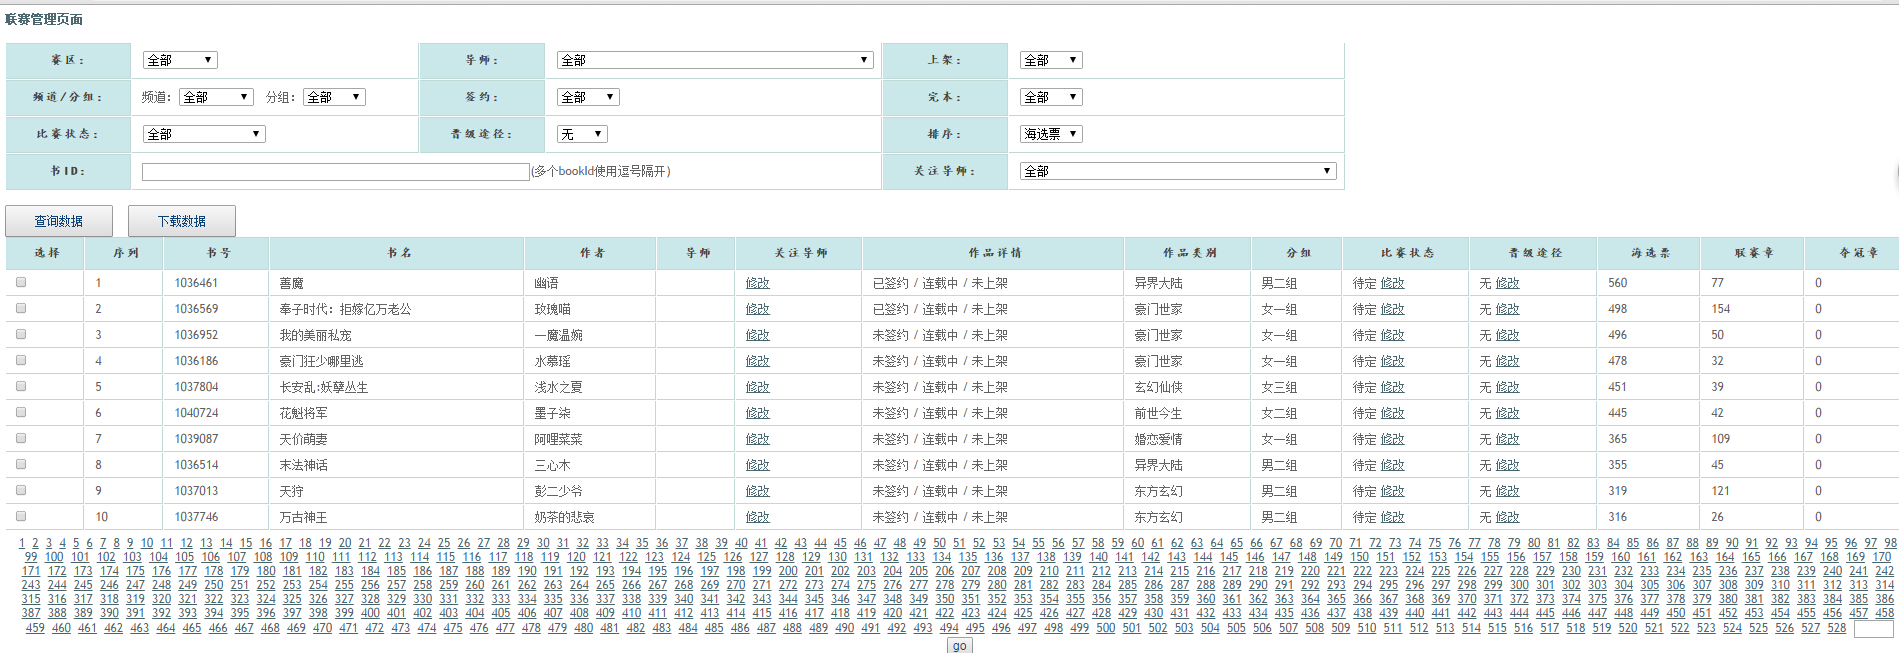 联赛管理页面
赛区： 全部 导师： 全部 上架： 全部
频道/分组： 频道： 全部 分组： 全部 签约： 全部 完本： 全部
比赛状态： 全部 晋级途径： 无 排序： 海选票
书ID： (多个bookId使用逗号隔开) 关注导师： 全部
查询数据 下载数据
选择 序列 书号 书名 作者 导师 关注导师 作品详情 作品类别 分组 比赛状态 晋级途径 海选票 联赛章 夺冠章
1 1036461 善魔 幽语 修改 已签约 / 连载中 / 未上架 异界大陆 男二组 待定 修改 无 修改 560 77 0
2 1036569 奉子时代：拒嫁亿万老公 玫瑰喵 修改 已签约 / 连载中 / 未上架 豪门世家 女一组 待定 修改 无 修改 498 154 0
3 1036952 我的美丽私宠 一魔温婉 修改 未签约 / 连载中 / 未上架 豪门世家 女一组 待定 修改 无 修改 496 50 0
4 1036186 豪门狂少哪里逃 水慕瑶 修改 未签约 / 连载中 / 未上架 豪门世家 女一组 待定 修改 无 修改 478 32 0
5 1037804 长安乱:妖孽丛生 浅水之夏 修改 未签约 / 连载中 / 未上架 玄幻仙侠 女三组 待定 修改 无 修改 451 39 0
6 1040724 花魁将军 墨子柒 修改 未签约 / 连载中 / 未上架 前世今生 女二组 待定 修改 无 修改 445 42 0
7 1039087 天价萌妻 阿哩菜菜 修改 未签约 / 连载中 / 未上架 婚恋爱情 女一组 待定 修改 无 修改 365 109 0
8 1036514 末法神话 三心木 修改 未签约 / 连载中 / 未上架 异界大陆 男二组 待定 修改 无 修改 355 45 0
9 1037013 天狩 彭二少爷 修改 未签约 / 连载中 / 未上架 东方玄幻 男二组 待定 修改 无 修改 319 121 0
10 1037746 万古神王 奶茶的悲哀 修改 未签约 / 连载中 / 未上架 东方玄幻 男二组 待定 修改 无 修改 316 26 0
1 2 3 4 5 6 7 8 9 10 11 12 13 14 15 16 17 18 19 20 21 22 23 24 25 26 27 28 29 30 31 32 33 34 35 36 37 38 39 40 41 42 43 44 45 46 47 48 49 50 51 52 53 54 55 56 57 58 59 60 61 62 63 64 65 66 67 68 69 70 71 72 73 74 75 76 77 78 79 80 81 82 83 84 85 86 87 88 89 90 91 92 93 94 95 96 97 98
99 100 101 102 103 104 105 106 107 108 109 110 111 112 113 114 115 116 117 118 119 120 121 122 123 124 125 126 127 128 129 130 131 132 133 134 135 136 137 138 139 140 141 142 143 144 145 146 147 148 149 150 151 152 153 154 155 156 157 158 159 160 161 162 163 164 165 166 167 168 169 170
171 172 173 174 175 176 177 178 179 180 181 182 183 184 185 186 187 188 189 190 191 192 193 194 195 196 197 198 199 200 201 202 203 204 205 206 207 208 209 210 211 212 213 214 215 216 217 218 219 220 221 222 223 224 225 226 227 228 229 230 231 232 233 234 235 236 237 238 239 240 241 242
243 244 245 246 247 248 249 250 251 252 253 254 255 256 257 258 259 260 261 262 263 264 265 266 267 268 269 270 271 272 273 274 275 276 277 278 279 280 281 282 283 284 285 286 287 288 289 290 291 292 293 294 295 296 297 298 299 300 301 302 303 304 305 306 307 308 309 310 311 312 313 314
315 316 317 318 319 320 321 322 323 324 325 326 327 328 329 330 331 332 333 334 335 336 337 338 339 340 341 342 343 344 345 346 347 348 349 350 351 352 353 354 355 356 357 358 359 360 361 362 363 364 365 366 367 368 369 370 371 372 373 374 375 376 377 378 379 380 381 382 383 384 385 386
387 388 389 390 391 392 393 394 395 396 397 398 399 400 401 402 403 404 405 406 407 408 409 410 411 412 413 414 415 416 417 418 419 420 421 422 423 424 425 426 427 428 429 430 431 432 433 434 435 436 437 438 439 440 441 442 443 444 445 446 447 448 449 450 451 452 453 454 455 456 457 458
459 460 461 462 463 464 465 466 467 468 469 470 471 472 473 474 475 476 477 478 479 480 481 482 483 484 485 486 487 488 489 490 491 492 493 494 495 496 497 498 499 500 501 502 503 504 505 506 507 508 509 510 511 512 513 514 515 516 517 518 519 520 521 522 523 524 525 526 527 528
go